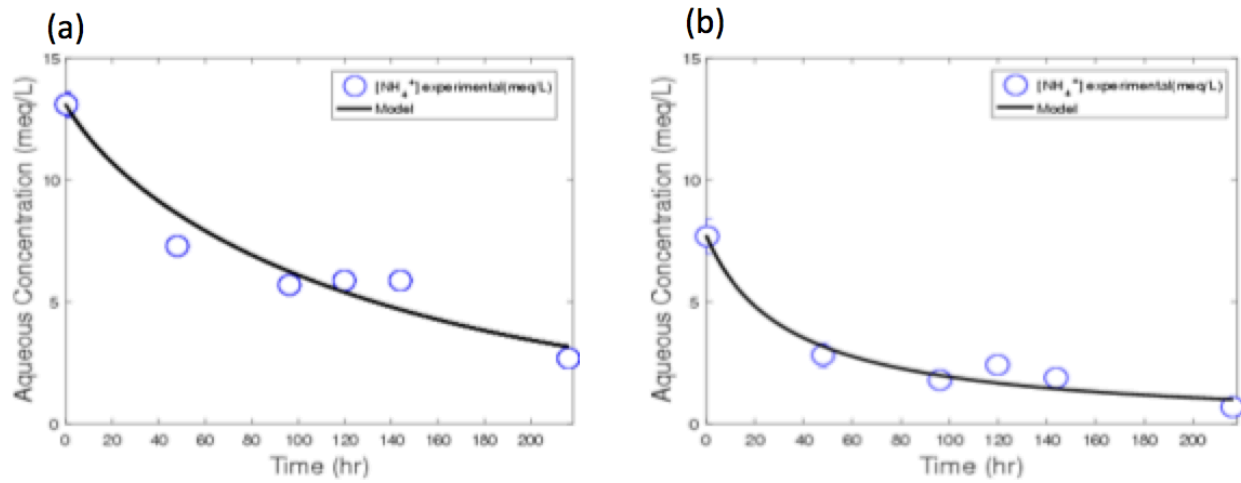 (a)
15
10
5
0
Aqueous Concentration (meq/L)
[NH4+] experimental(meq/L)
Model
0 20 40 60 80 100 120 140 160 180 200
Time (hr)
(b)
15
10
5
0
Aqueous Concentration (meq/L)
[NH4+] experimental(meq/L)
Model
0 20 40 60 80 100 120 140 160 180 200
Time (hr)